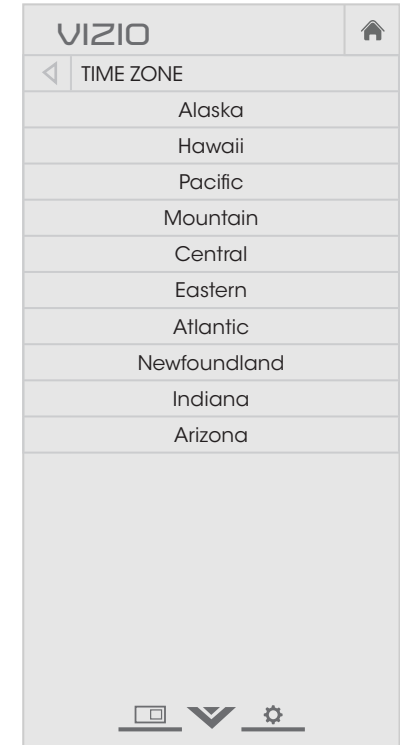 VIZIO
TIME ZONE
Alaska
Hawaii
Pacific
Mountain
Central
Eastern
Atlantic
Newfoundland
Indiana
Arizona